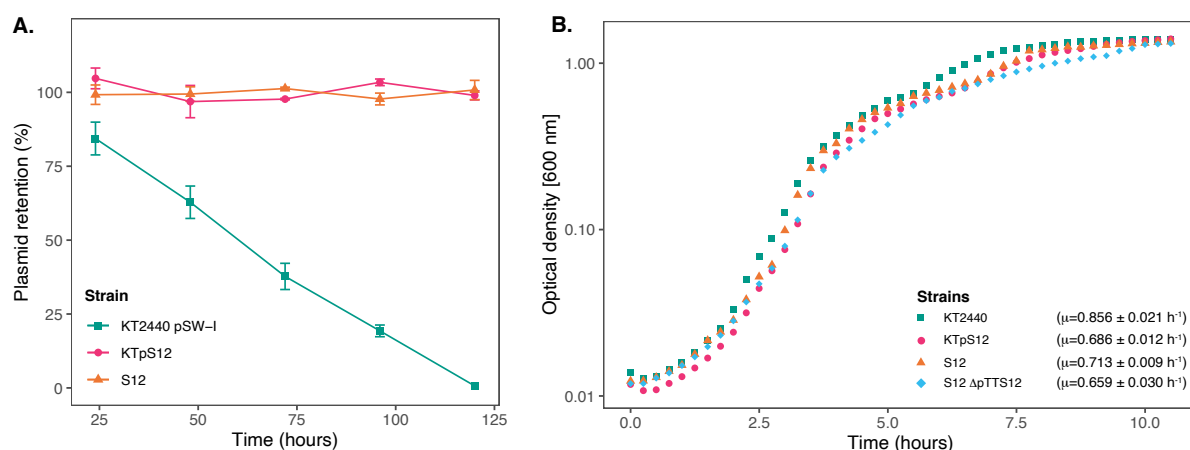 A.
Plasmid retention (%)
100
75
50
25
0
Strain
KT2440 pSW−I
KTpS12
S12
25
50
75
100
125
Time (hours)
B.
Optical density [600 nm]
1.00
0.10
0.01
Strains
KT2440 (μ=0.856 ± 0.021 h⁻¹)
KTpS12 (μ=0.686 ± 0.012 h⁻¹)
S12 (μ=0.713 ± 0.009 h⁻¹)
S12 ΔpTTS12 (μ=0.659 ± 0.030 h⁻¹)
0.0
2.5
5.0
7.5
10.0
Time (hours)